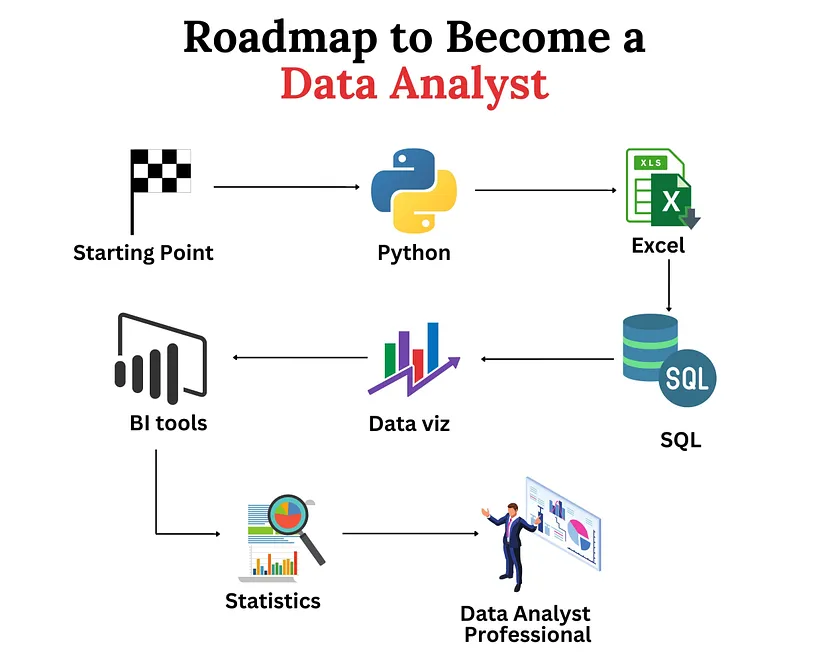 Roadmap to Become a
Data Analyst
Starting Point
Python
XLS
X
Excel
BI tools
Data viz
SQL
SQL
Statistics
Data Analyst
Professional